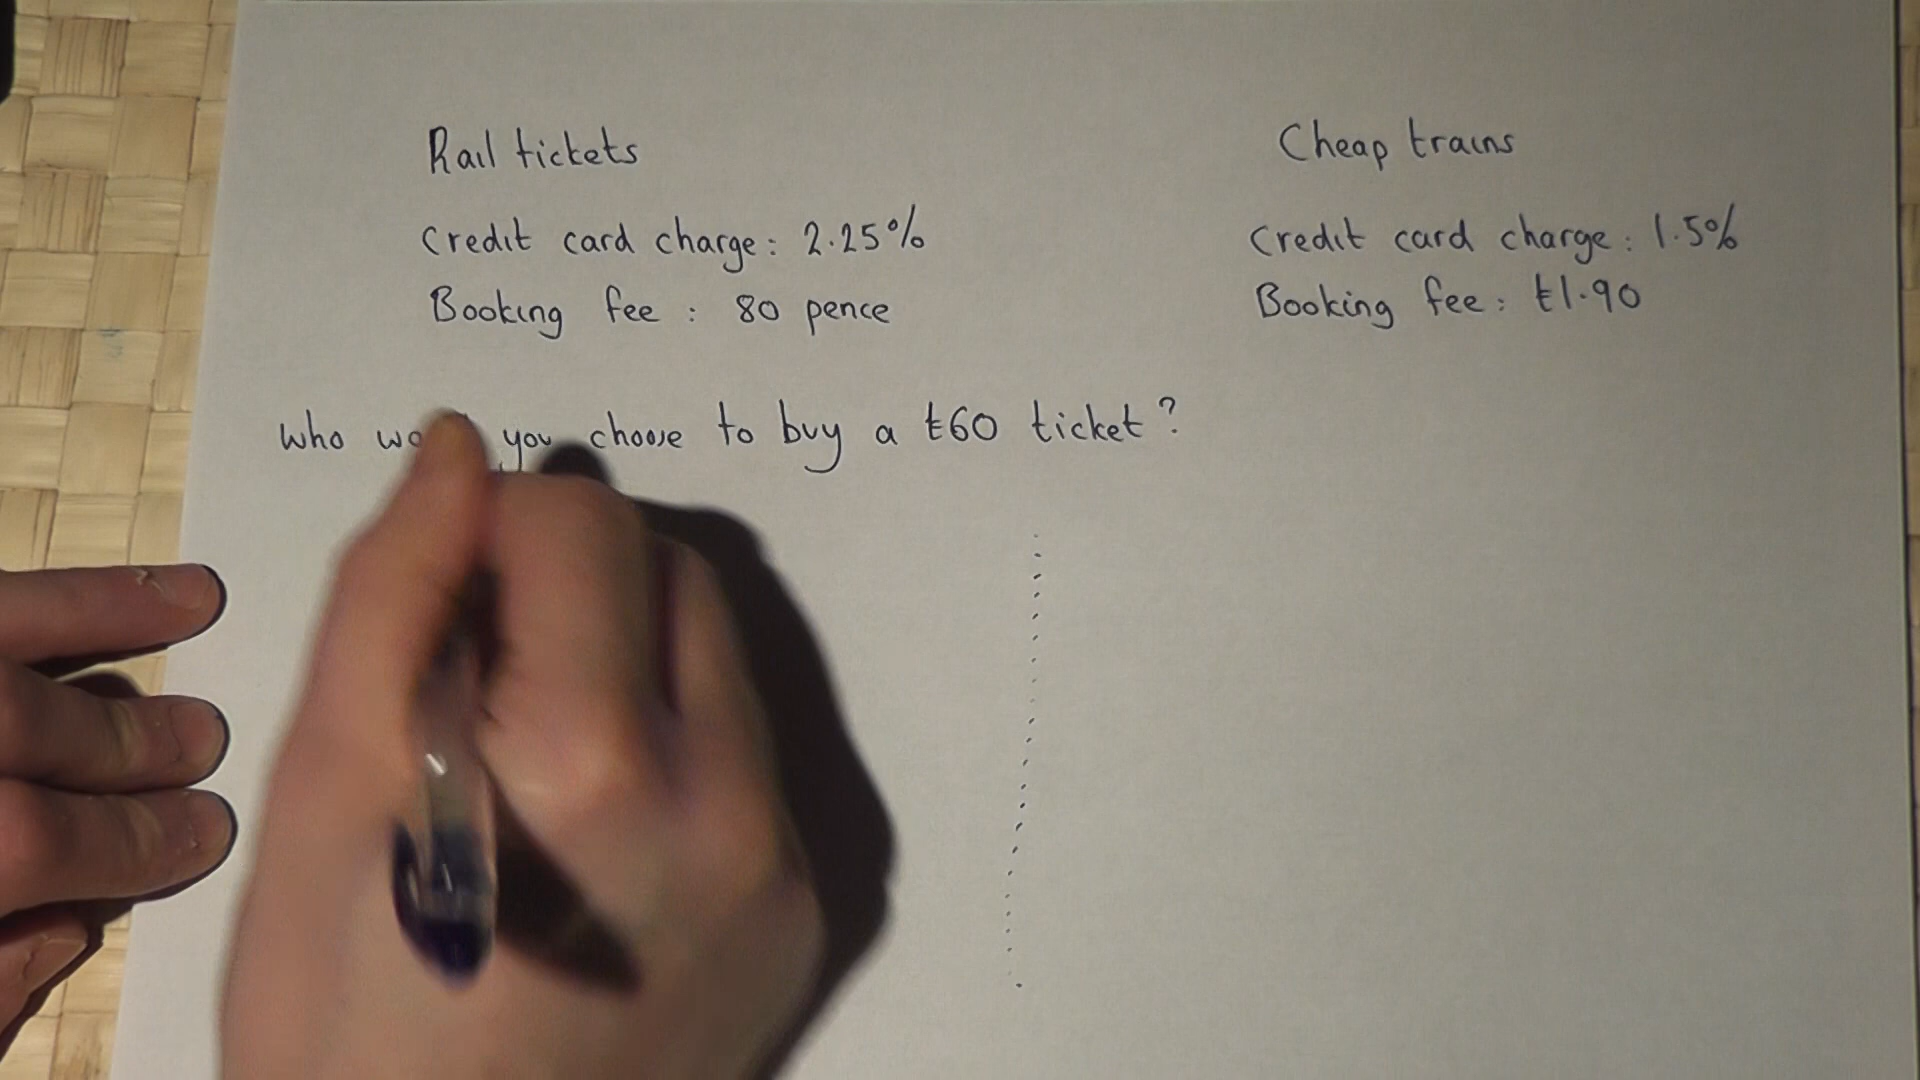 Rail tickets
Credit card charge: 2.25%
Booking fee: 80 pence
Cheap trains
Credit card charge: 1.5%
Booking fee: £1.90
Who you choose to buy a £60 ticket?